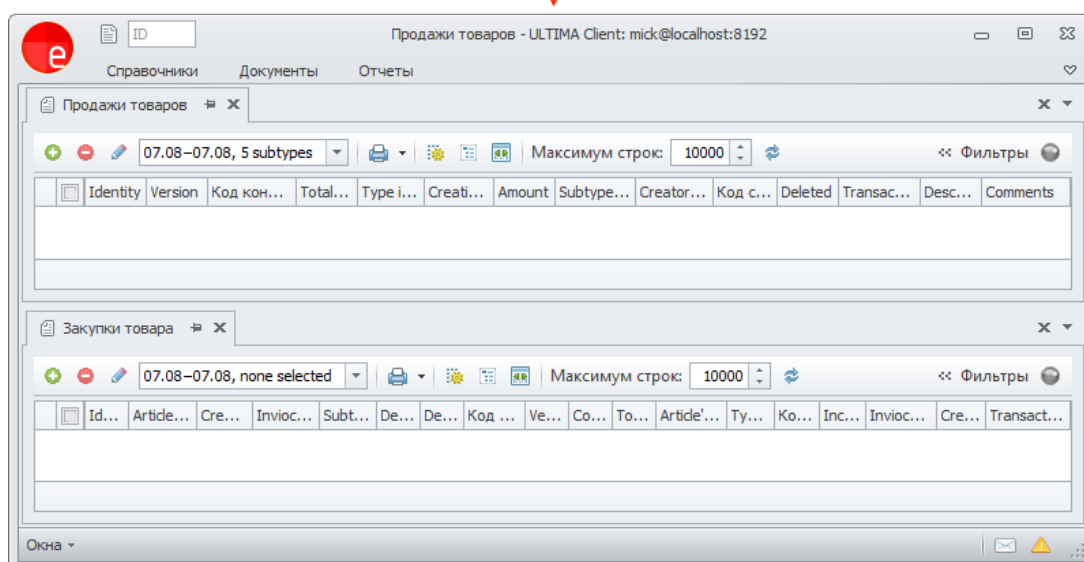 ID
Продажи товаров - ULTIMA Client: mick@localhost:8192
Справочники Документы Отчеты
Продажи товаров
07.08–07.08, 5 subtypes Максимум строк: 10000 << Фильтры
Identity Version Код кон... Total... Type i... Creati... Amount Subtype... Creator... Код с... Deleted Transac... Desc... Comments
Закупки товара
07.08–07.08, none selected Максимум строк: 10000 << Фильтры
Id... Article... Cre... Invioc... Subt... De... De... Код ... Ve... Co... To... Article'... Ty... Ко... Inc... Invioc... Cre... Transact...
Окна